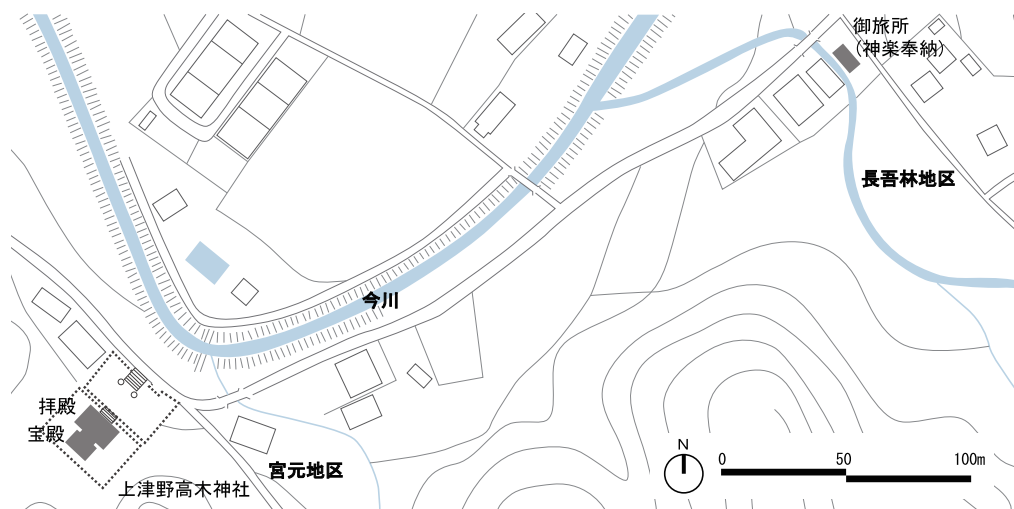 御旅所
(神楽奉納)
長吾林地区
今川
拝殿
宝殿
宮元地区
上津野高木神社
N
0 50 100m